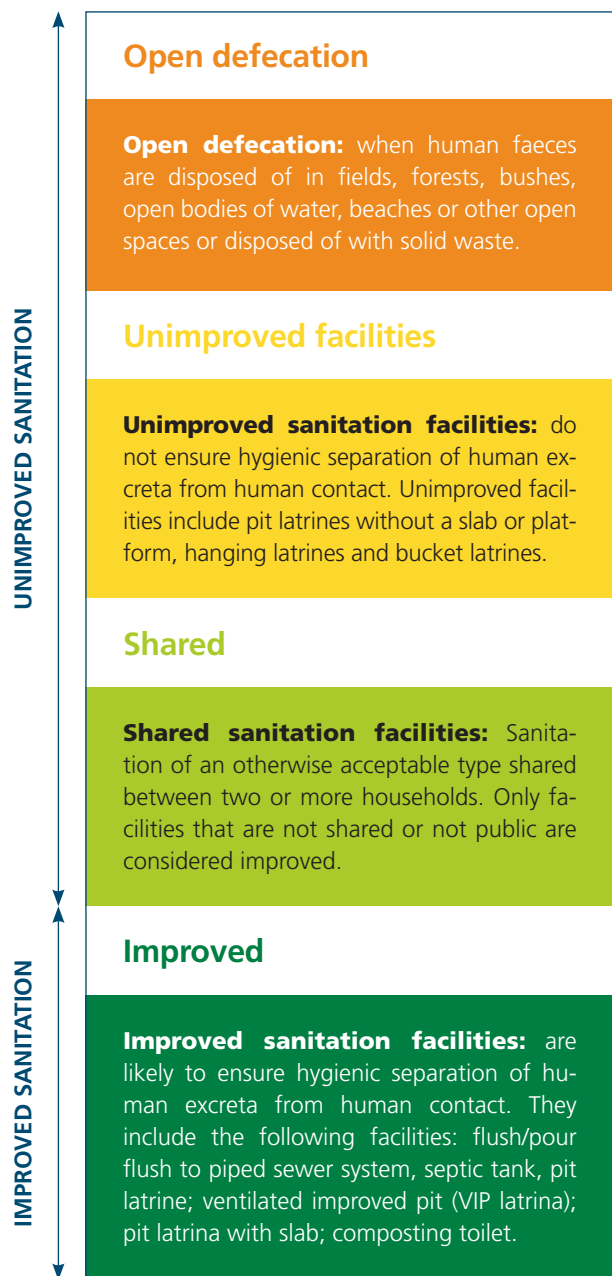 UNIMPROVED SANITATION
Open defecation
Open defecation: when human faeces
are disposed of in fields, forests, bushes,
open bodies of water, beaches or other open
spaces or disposed of with solid waste.
Unimproved facilities
Unimproved sanitation facilities: do
not ensure hygienic separation of human ex-
creta from human contact. Unimproved facil-
ities include pit latrines without a slab or plat-
form, hanging latrines and bucket latrines.
Shared
Shared sanitation facilities: Sanita-
tion of an otherwise acceptable type shared
between two or more households. Only fa-
cilities that are not shared or not public are
considered improved.
IMPROVED SANITATION
Improved
Improved sanitation facilities: are
likely to ensure hygienic separation of hu-
man excreta from human contact. They
include the following facilities: flush/pour
flush to piped sewer system, septic tank, pit
latrine; ventilated improved pit (VIP latrina);
pit latrina with slab; composting toilet.